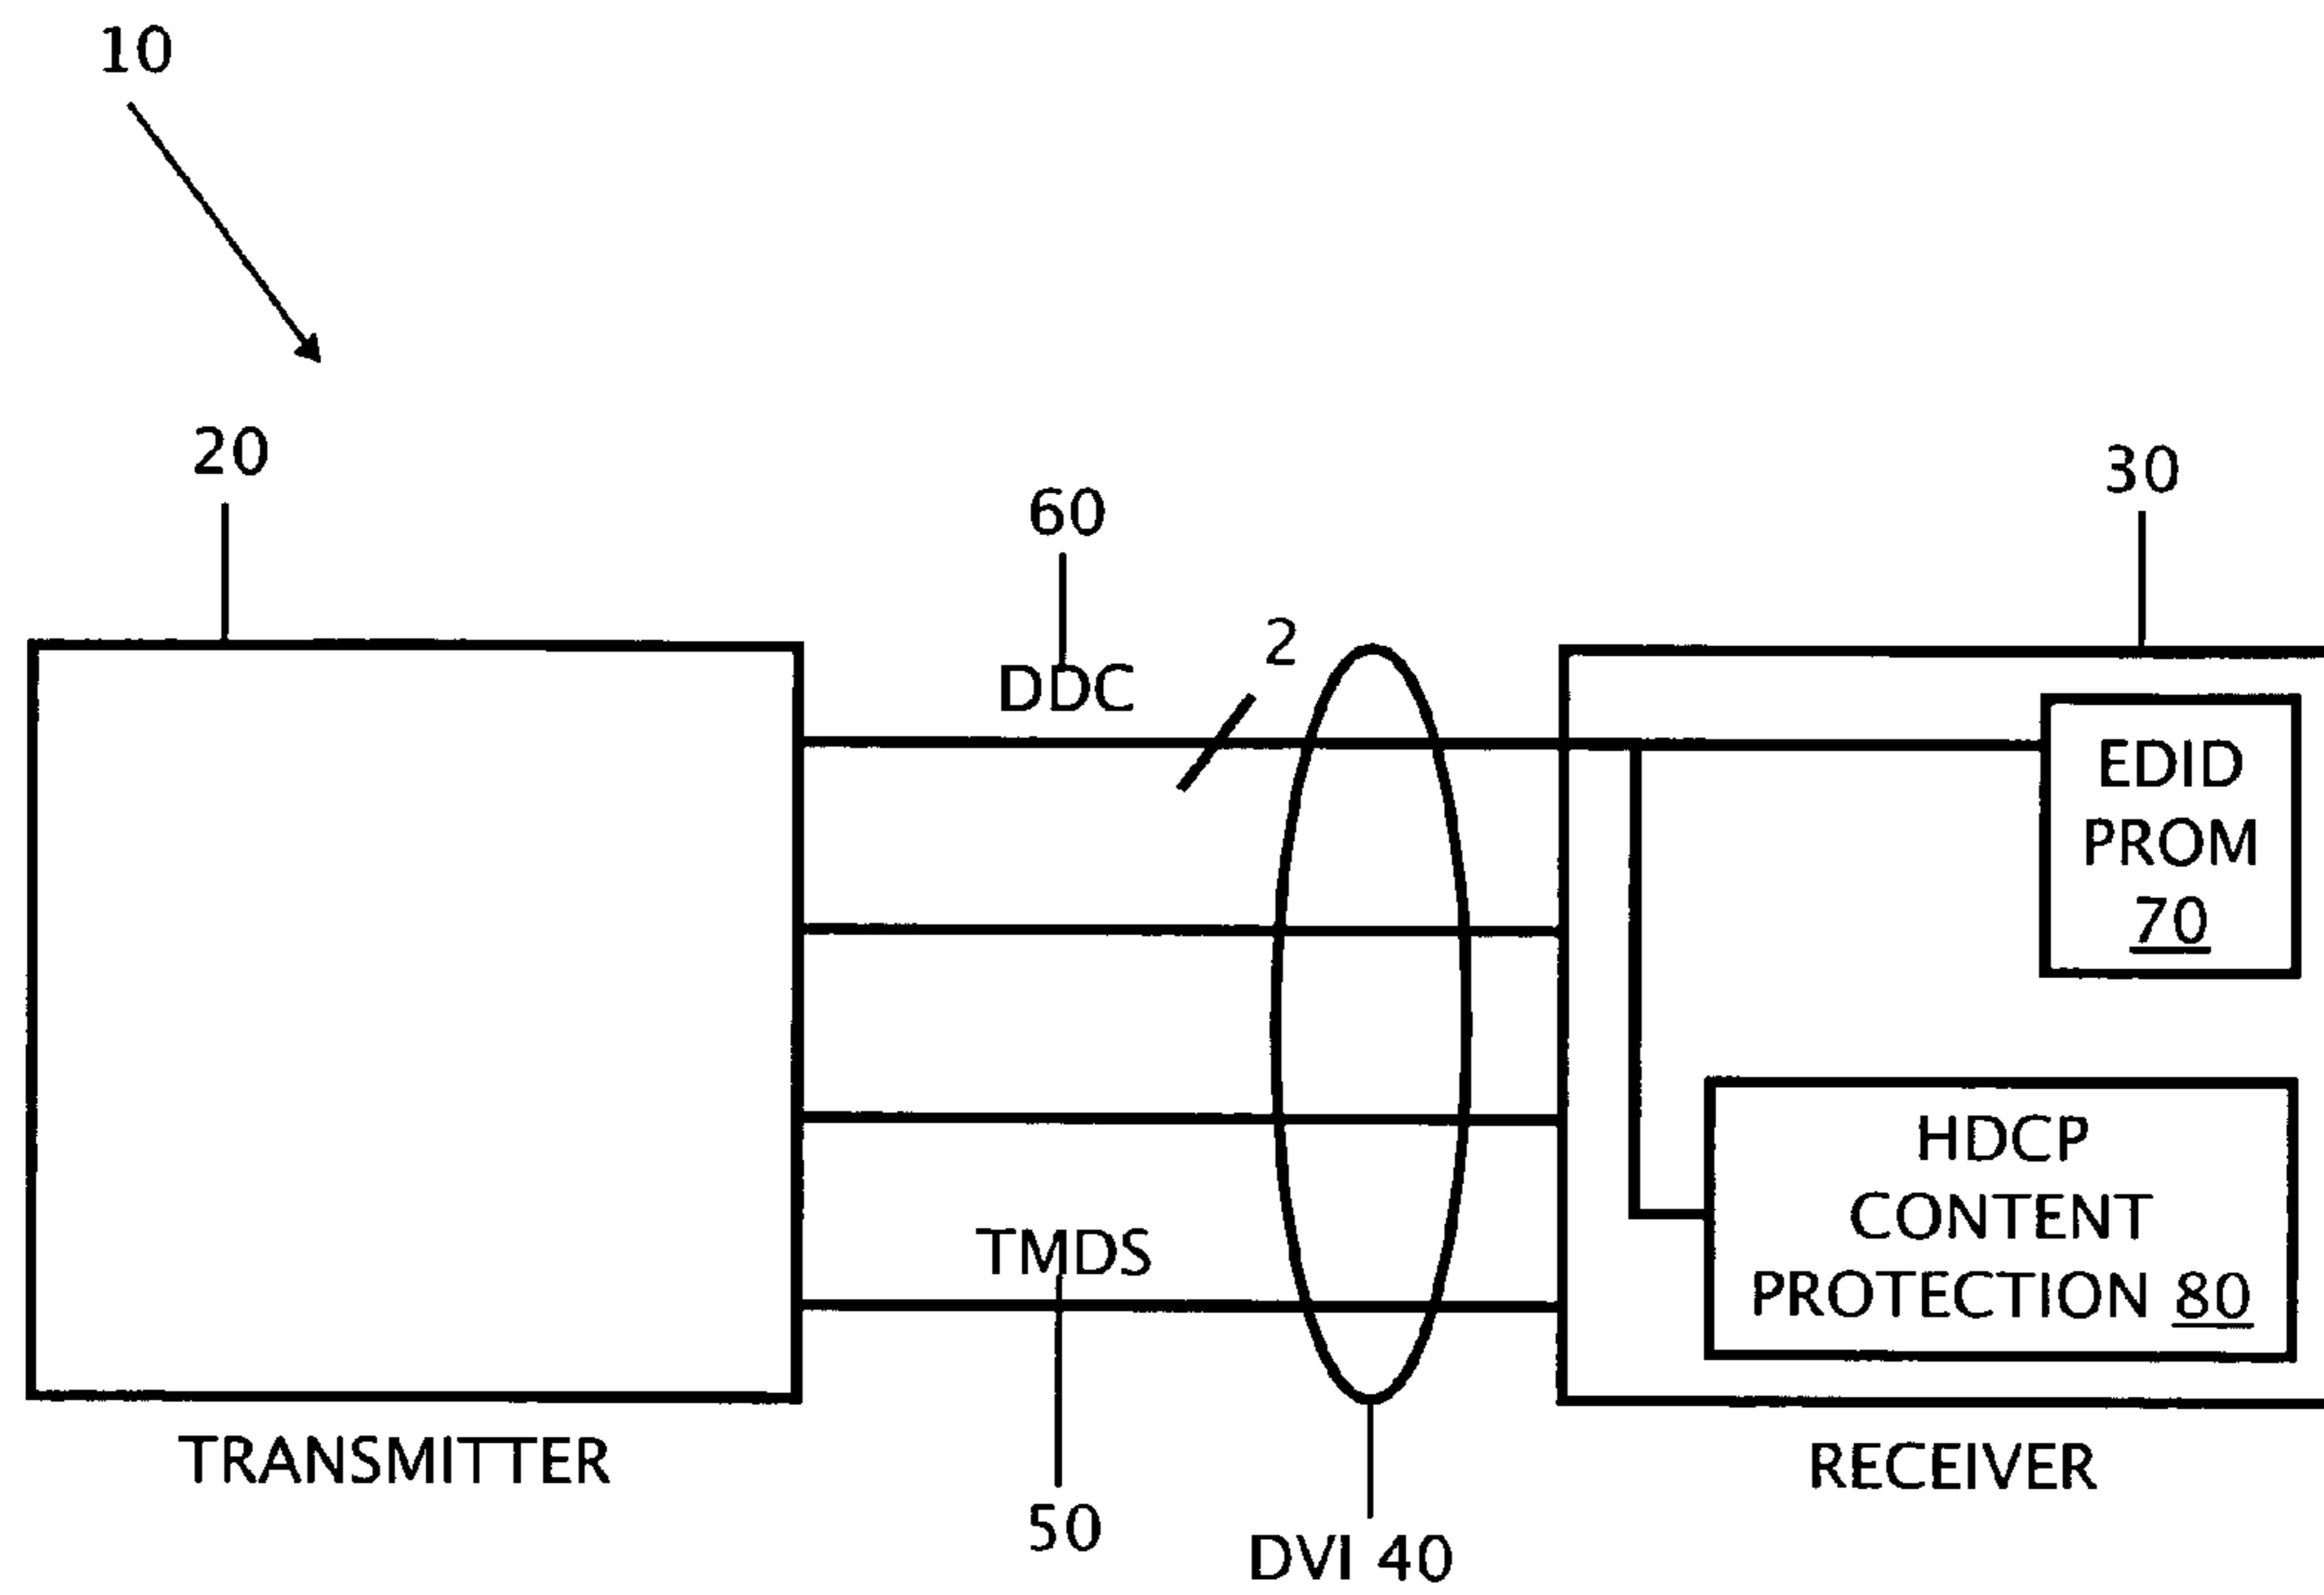 10
20
60
30
2
DDC
EDID
PROM
70
HDCP
CONTENT
PROTECTION 80
TMDS
TRANSMITTER
RECEIVER
50
DVI 40